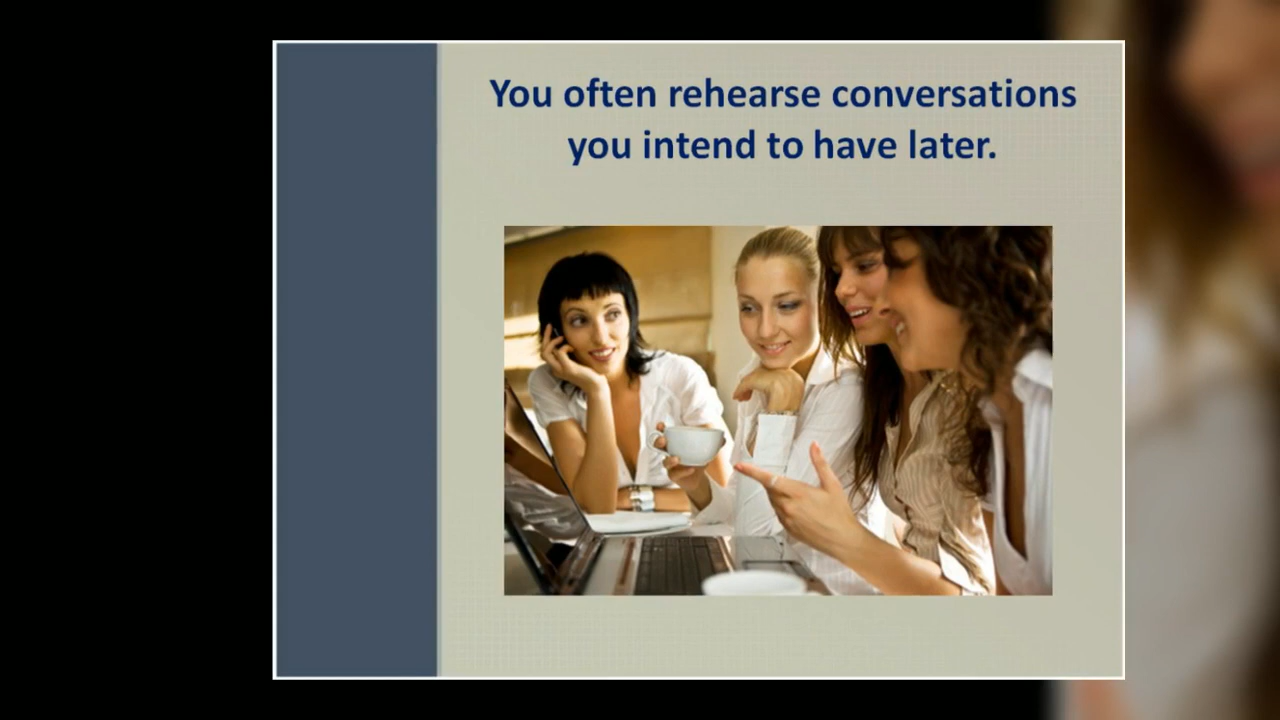 You often rehearse conversations
you intend to have later.